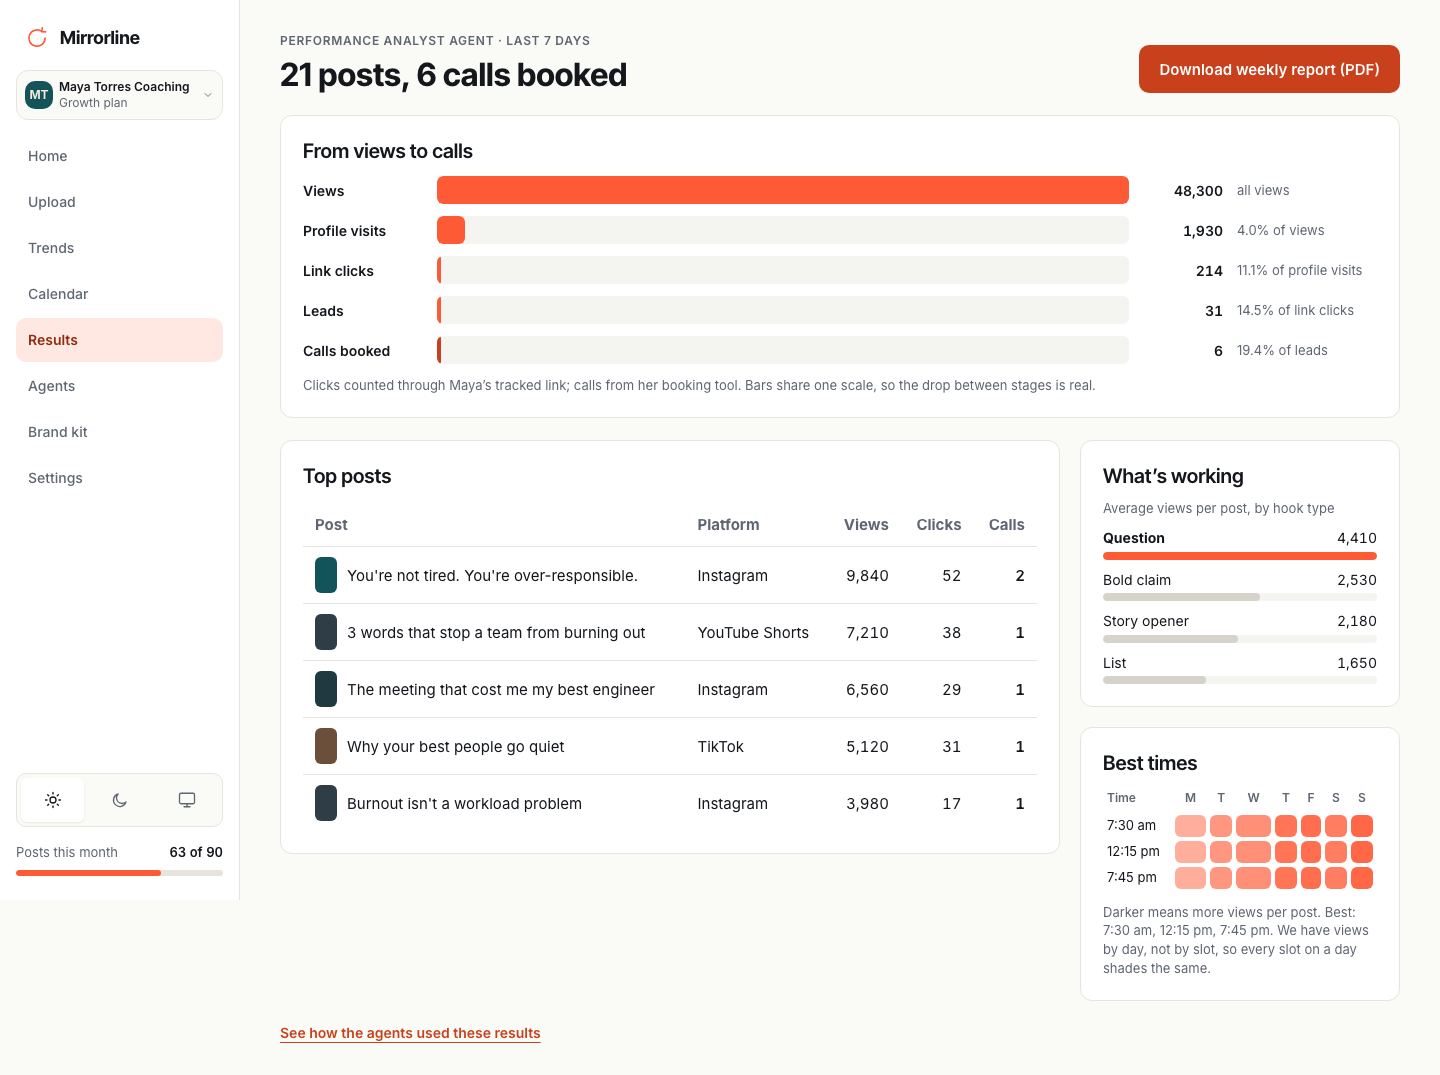 Mirrorline
MT
Maya Torres Coaching
Growth plan
Home
Upload
Trends
Calendar
Results
Agents
Brand kit
Settings
Posts this month 63 of 90
PERFORMANCE ANALYST AGENT · LAST 7 DAYS
21 posts, 6 calls booked
Download weekly report (PDF)
From views to calls
Views 48,300 all views
Profile visits 1,930 4.0% of views
Link clicks 214 11.1% of profile visits
Leads 31 14.5% of link clicks
Calls booked 6 19.4% of leads
Clicks counted through Maya’s tracked link; calls from her booking tool. Bars share one scale, so the drop between stages is real.
Top posts
Post Platform Views Clicks Calls
You're not tired. You're over-responsible. Instagram 9,840 52 2
3 words that stop a team from burning out YouTube Shorts 7,210 38 1
The meeting that cost me my best engineer Instagram 6,560 29 1
Why your best people go quiet TikTok 5,120 31 1
Burnout isn't a workload problem Instagram 3,980 17 1
What’s working
Average views per post, by hook type
Question 4,410
Bold claim 2,530
Story opener 2,180
List 1,650
Best times
Time M T W T F S S
7:30 am
12:15 pm
7:45 pm
Darker means more views per post. Best:
7:30 am, 12:15 pm, 7:45 pm. We have views
by day, not by slot, so every slot on a day
shades the same.
See how the agents used these results